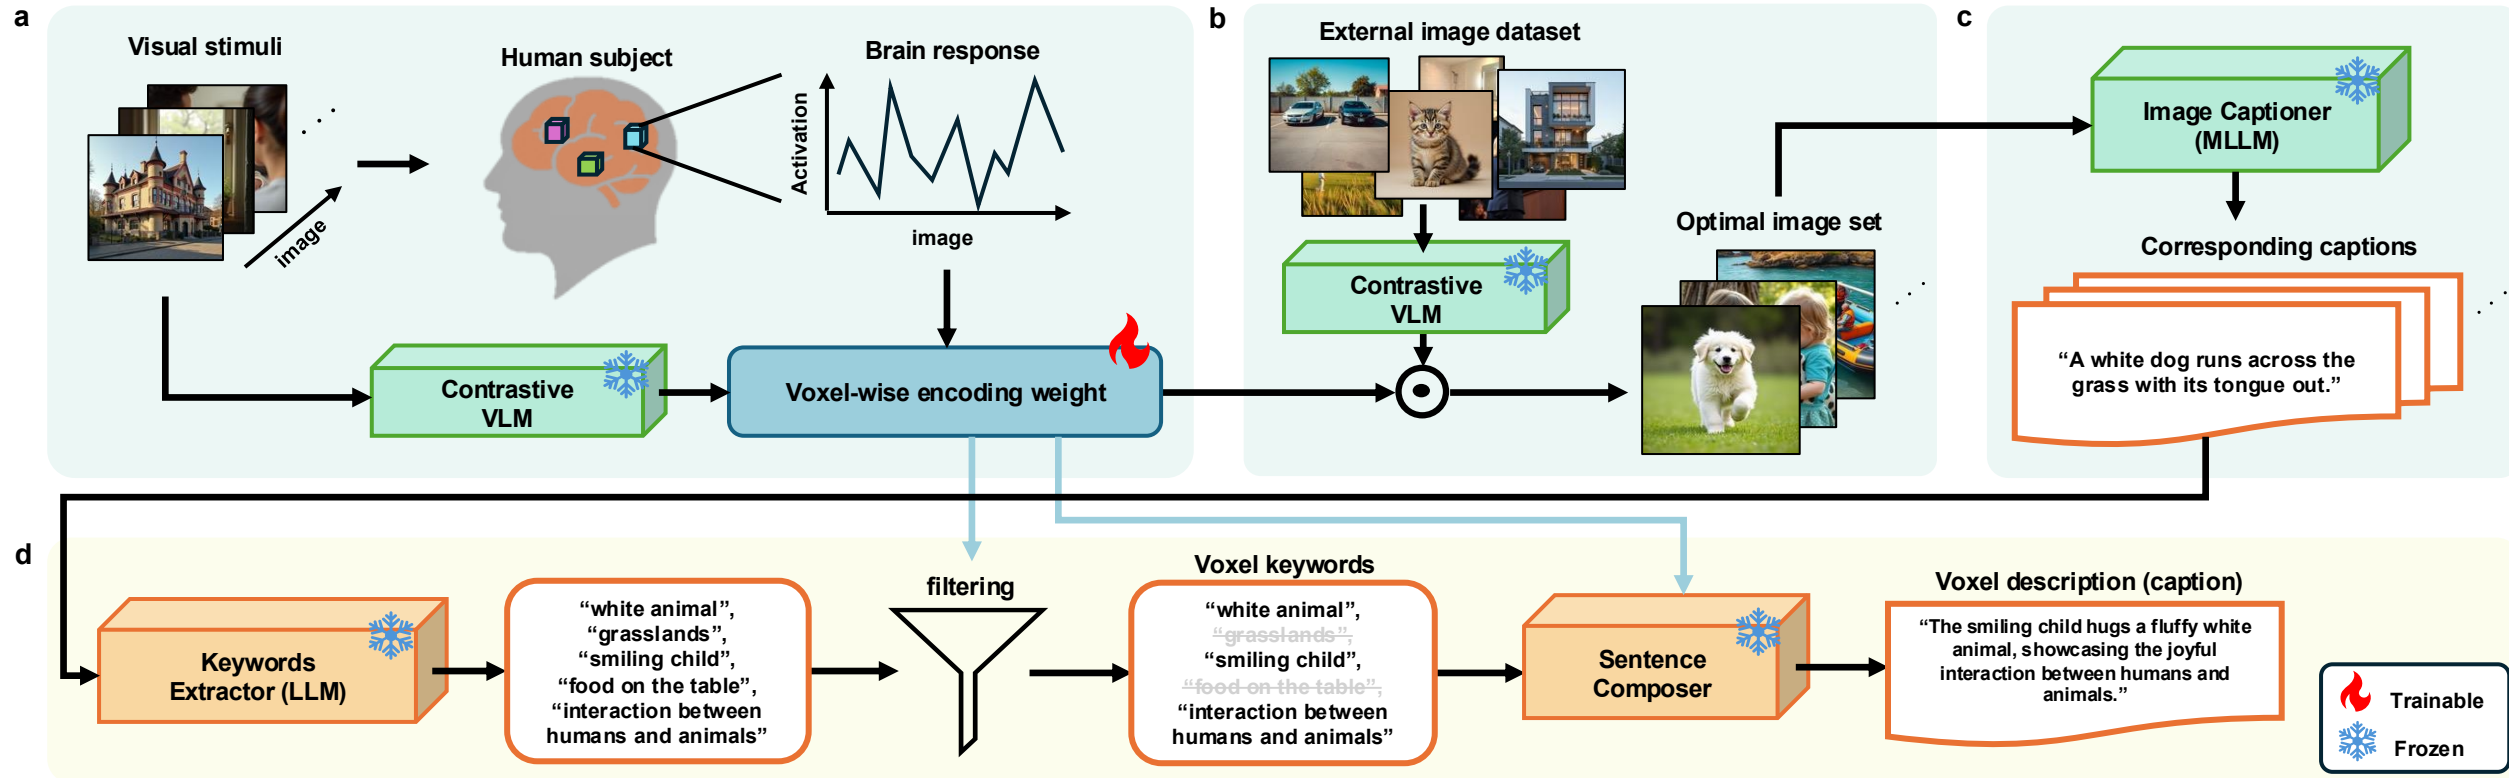 a
Visual stimuli
image
Human subject
Brain response
Activation
image
Contrastive
VLM
Voxel-wise encoding weight
b
External image dataset
Contrastive
VLM
Optimal image set
c
Image Captioner
(MLLM)
Corresponding captions
“A white dog runs across the
grass with its tongue out.”
d
Keywords
Extractor (LLM)
“white animal”,
“grasslands”,
“smiling child”,
“food on the table”,
“interaction between
humans and animals”
filtering
Voxel keywords
“white animal”,
“grasslands”,
“smiling child”,
“food on the table”,
“interaction between
humans and animals”
Sentence
Composer
Voxel description (caption)
“The smiling child hugs a fluffy white
animal, showcasing the joyful
interaction between humans and
animals.”
Trainable
Frozen